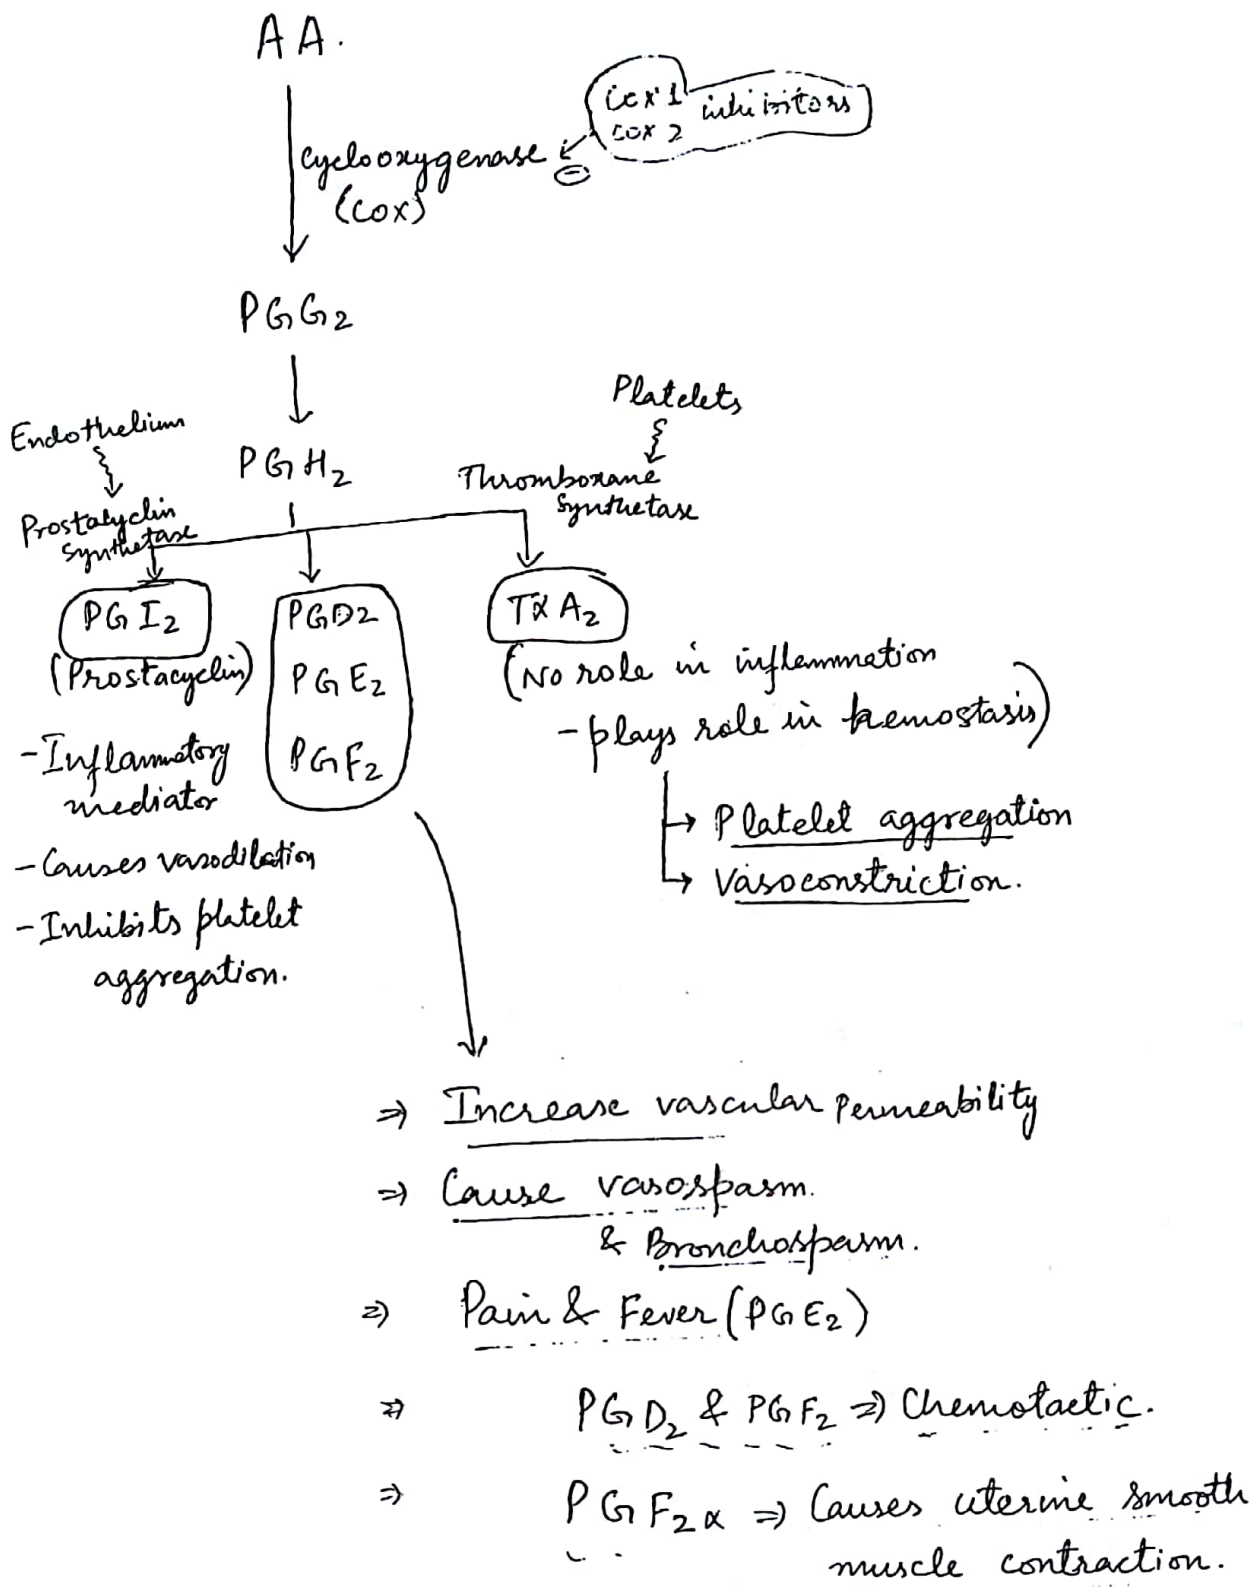 AA.
Cox 1
cox 2 inhibitors
cyclooxygenase
(cox)
⊖
PGG2
Platelets
Endothelium
PGH2
Thromboxane
Synthetase
Prostacyclin
Synthetase
PGI2
PGD2
TXA2
(Prostacyclin)
PGE2
(No role in inflammation
- plays role in hemostasis)
PGF2
- Inflammatory
mediator
→ Platelet aggregation
- Causes vasodilation
→ Vasoconstriction.
- Inhibits platelet
aggregation.
⇒ Increase vascular permeability
⇒ Cause vasospasm.
& Bronchospasm.
⇒ Pain & Fever (PGE2)
⇒ PGD2 & PGF2 ⇒ Chemotactic.
⇒ PGF2α ⇒ Causes uterine smooth
muscle contraction.